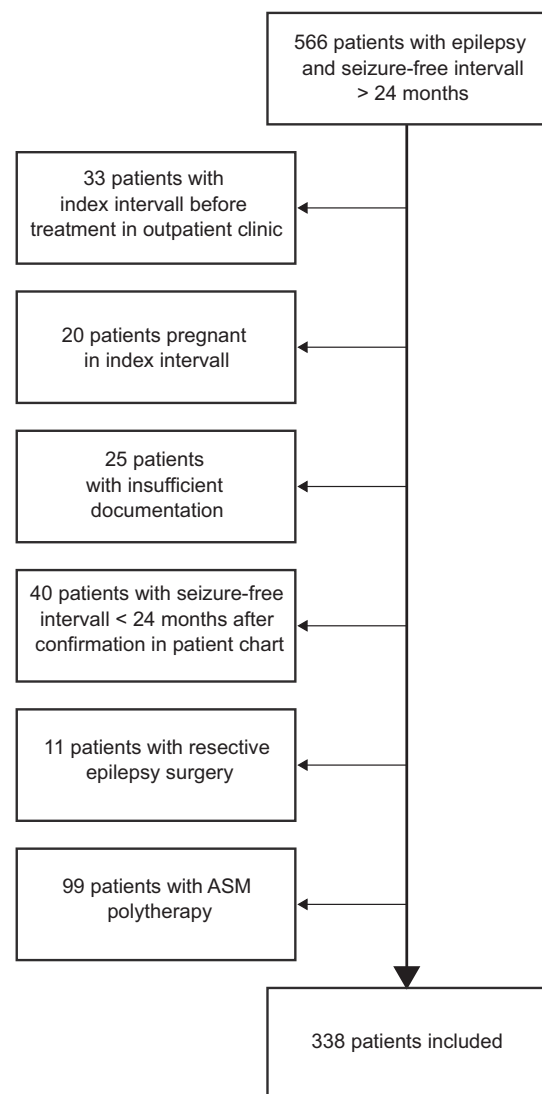 566 patients with epilepsy
and seizure-free intervall
> 24 months
33 patients with
index intervall before
treatment in outpatient clinic
20 patients pregnant
in index intervall
25 patients
with insufficient
documentation
40 patients with seizure-free
intervall < 24 months after
confirmation in patient chart
11 patients with resective
epilepsy surgery
99 patients with ASM
polytherapy
338 patients included